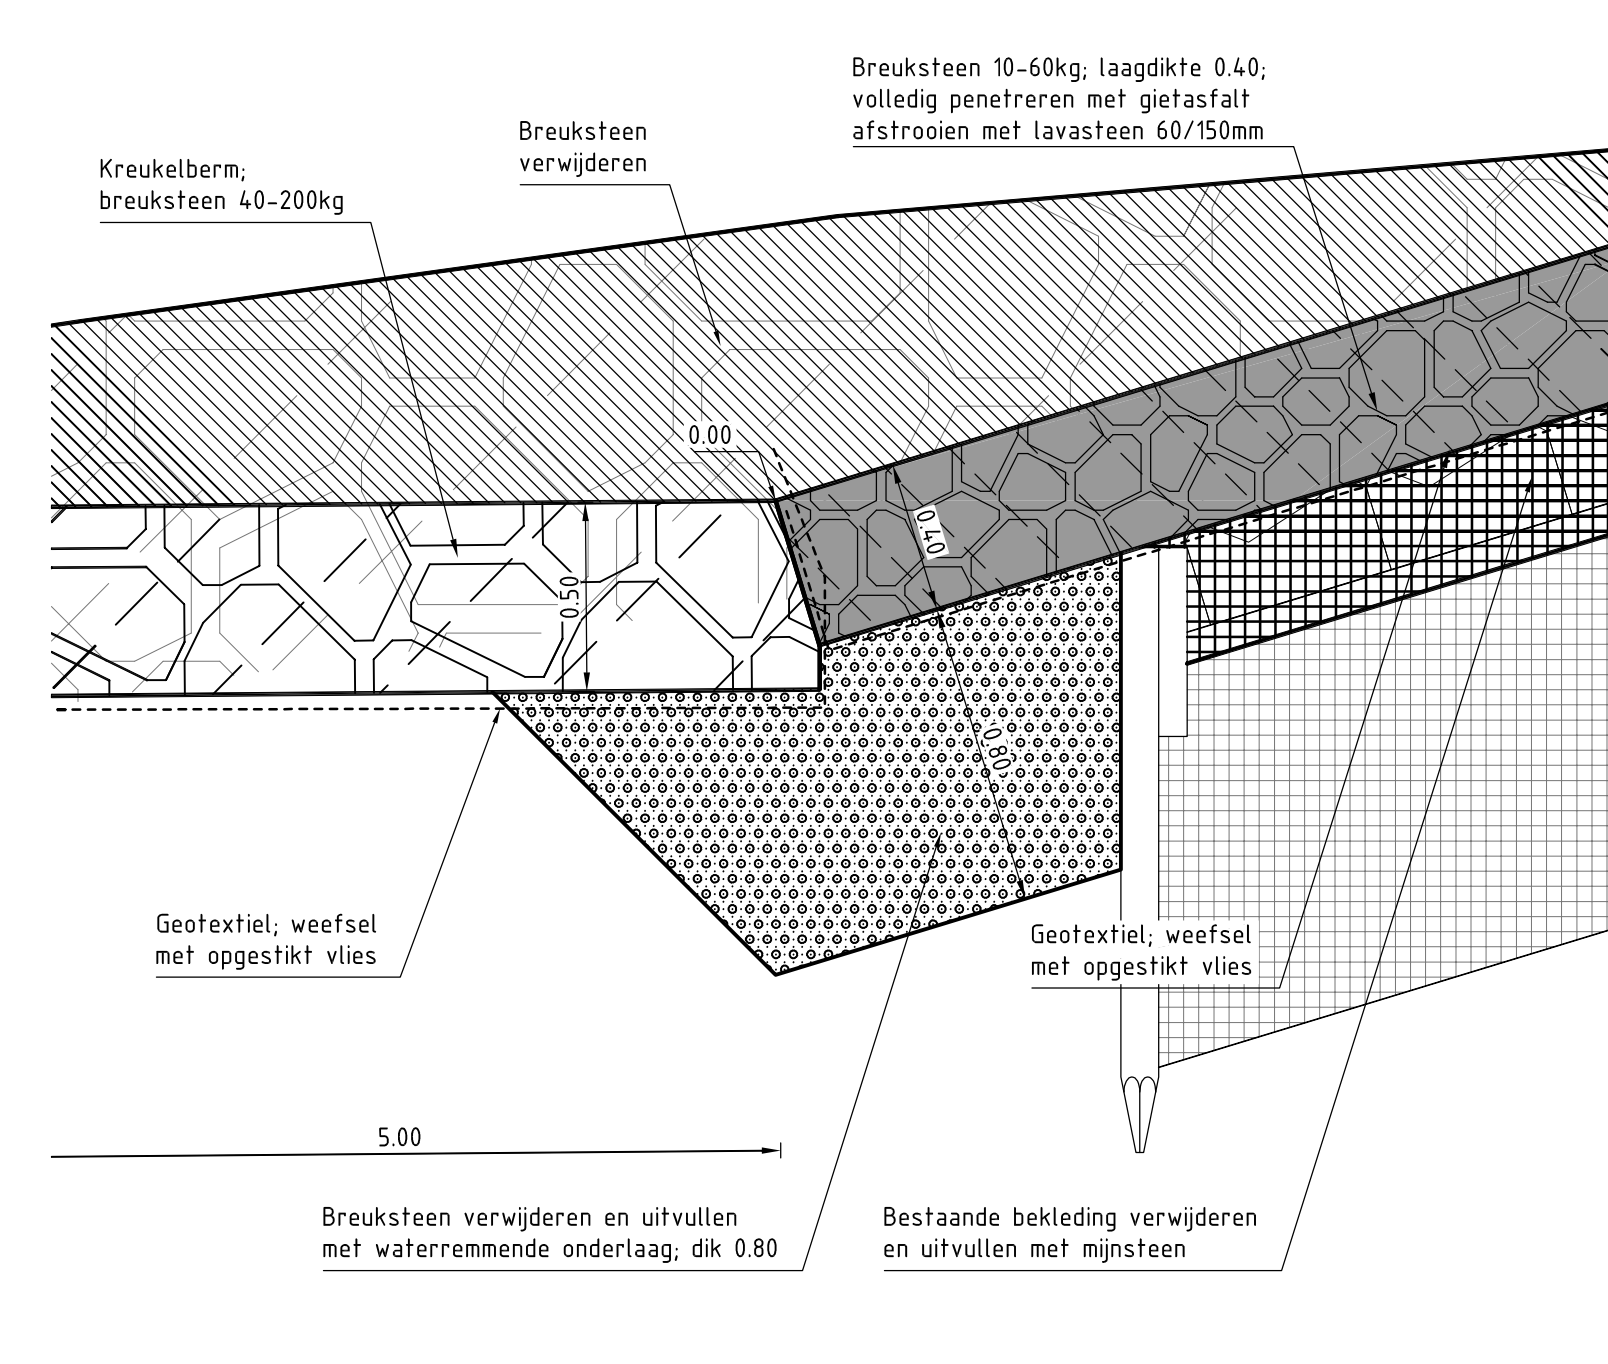 Breuksteen 10-60kg; laagdikte 0.40;
volledig penetreren met gietasfalt
afstrooien met lavasteen 60/150mm
Breuksteen
verwijderen
Kreukelberm;
breuksteen 40-200kg
0.00
0.40
0.50
0.80
Geotextiel; weefsel
met opgestikt vlies
Geotextiel; weefsel
met opgestikt vlies
5.00
Breuksteen verwijderen en uitvullen
met waterremmende onderlaag; dik 0.80
Bestaande bekleding verwijderen
en uitvullen met mijnsteen